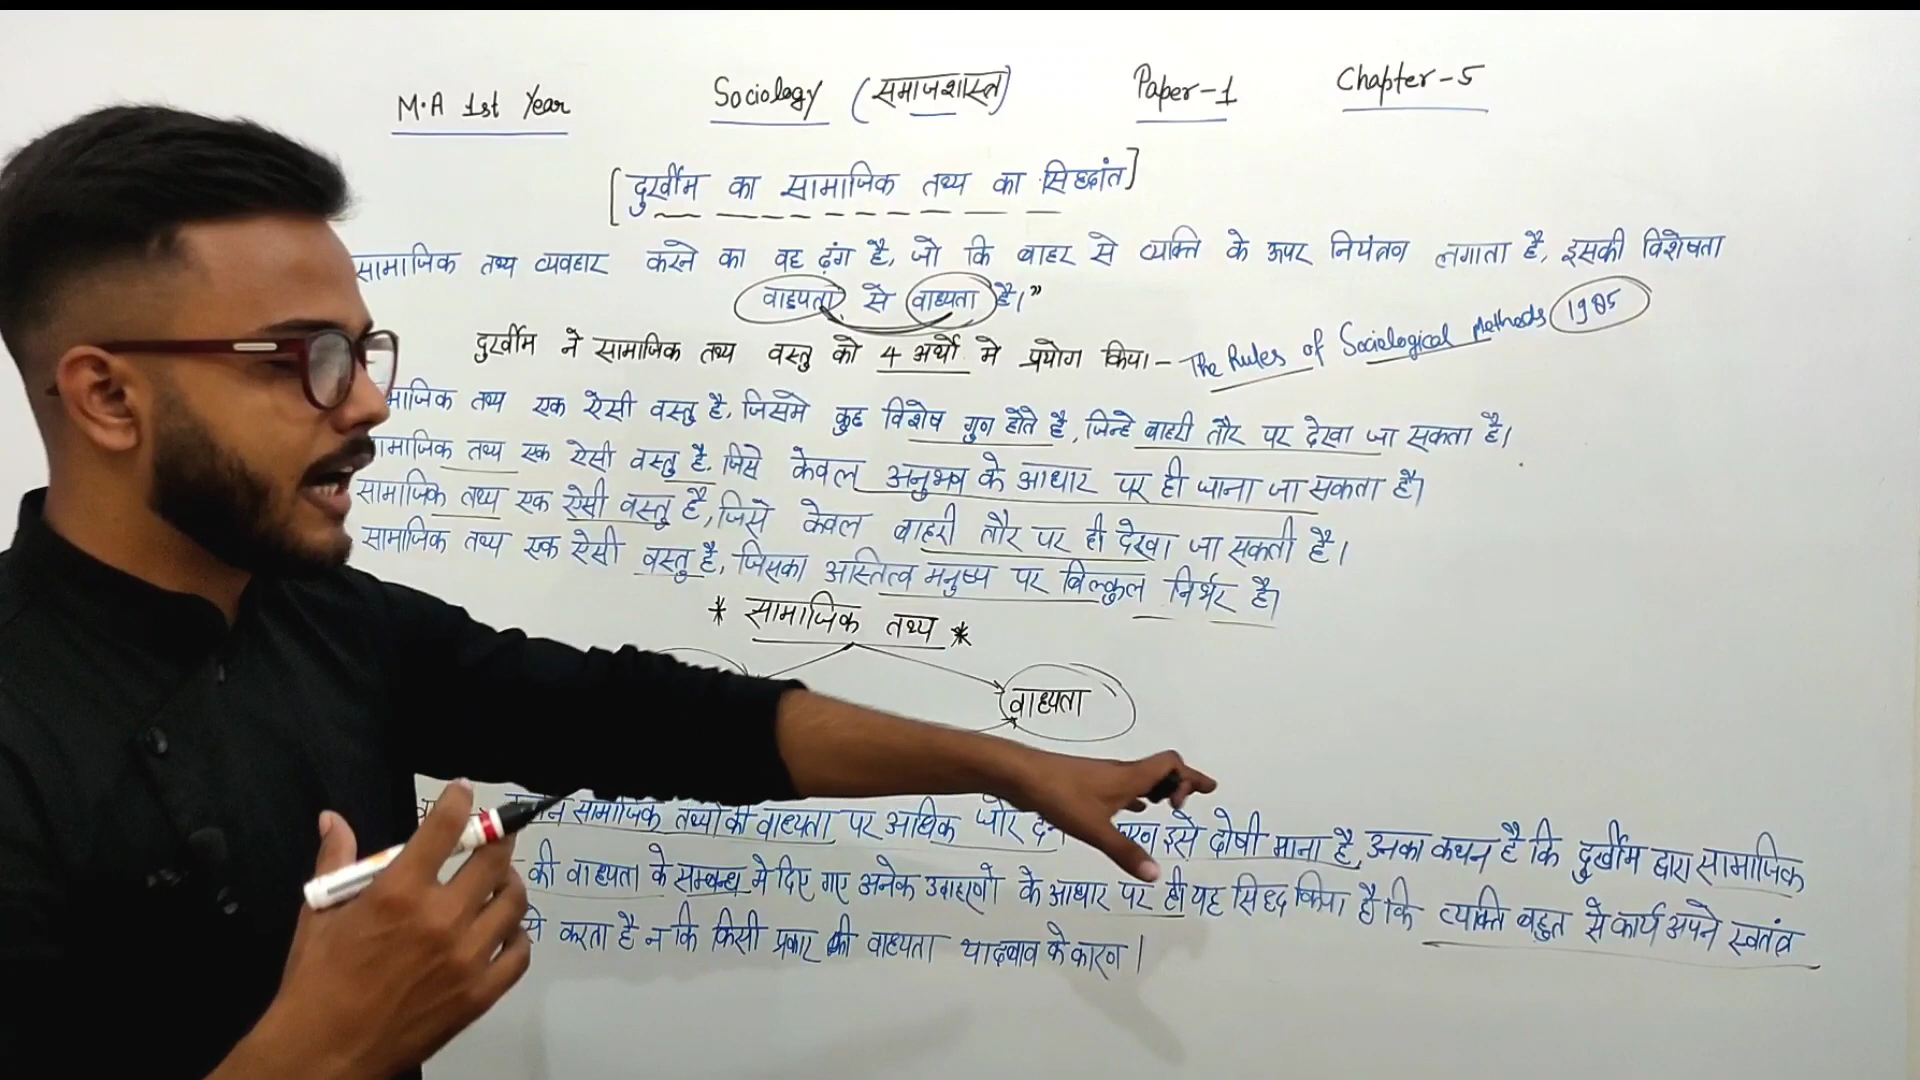 M.A 1st Year Sociology (समाजशास्त्र) Paper-1 Chapter-5
[दुर्खीम का सामाजिक तथ्य का सिद्धांत]
सामाजिक तथ्य व्यवहार करने का वह ढ़ंग है, जो कि बाहर से व्यक्ति के ऊपर नियंत्रण लगाता है, इसकी विशेषता
वाह्यता से वाध्यता है।”
दुर्खीम ने सामाजिक तथ्य वस्तु को 4 अर्थो मे प्रयोग किया।- The Rules of Sociological Methods
माजिक तथ्य एक ऐसी वस्तु है, जिसमे कुछ विशेष गुण होते है, जिन्हे बाहरी तौर पर देखा जा सकता है।
माजिक तथ्य एक ऐसी वस्तु है, जिसे केवल अनुभव के आधार पर ही जाना जा सकता है।
सामाजिक तथ्य एक ऐसी वस्तु है, जिसे केवल बाहरी तौर पर ही देखा जा सकती है।
सामाजिक तथ्य एक ऐसी वस्तु है, जिसका अस्तित्व मनुष्य पर बिल्कुल निर्भर है।
* सामाजिक तथ्य *
वाध्यता
सामाजिक तथ्यो की वाध्यता पर अधिक जोर इसे दोषी माना है, उनका कथन है कि दुर्खीम द्वारा सामाजिक
की वाध्यता के सम्बन्ध मे दिए गए अनेक उदाहरणो के आधार पर ही यह सिद्ध किया है कि व्यक्ति बहुत से कार्य अपने स्वतंत्र
से करता है न कि किसी प्रकार की वाध्यता या दबाव के कारण।